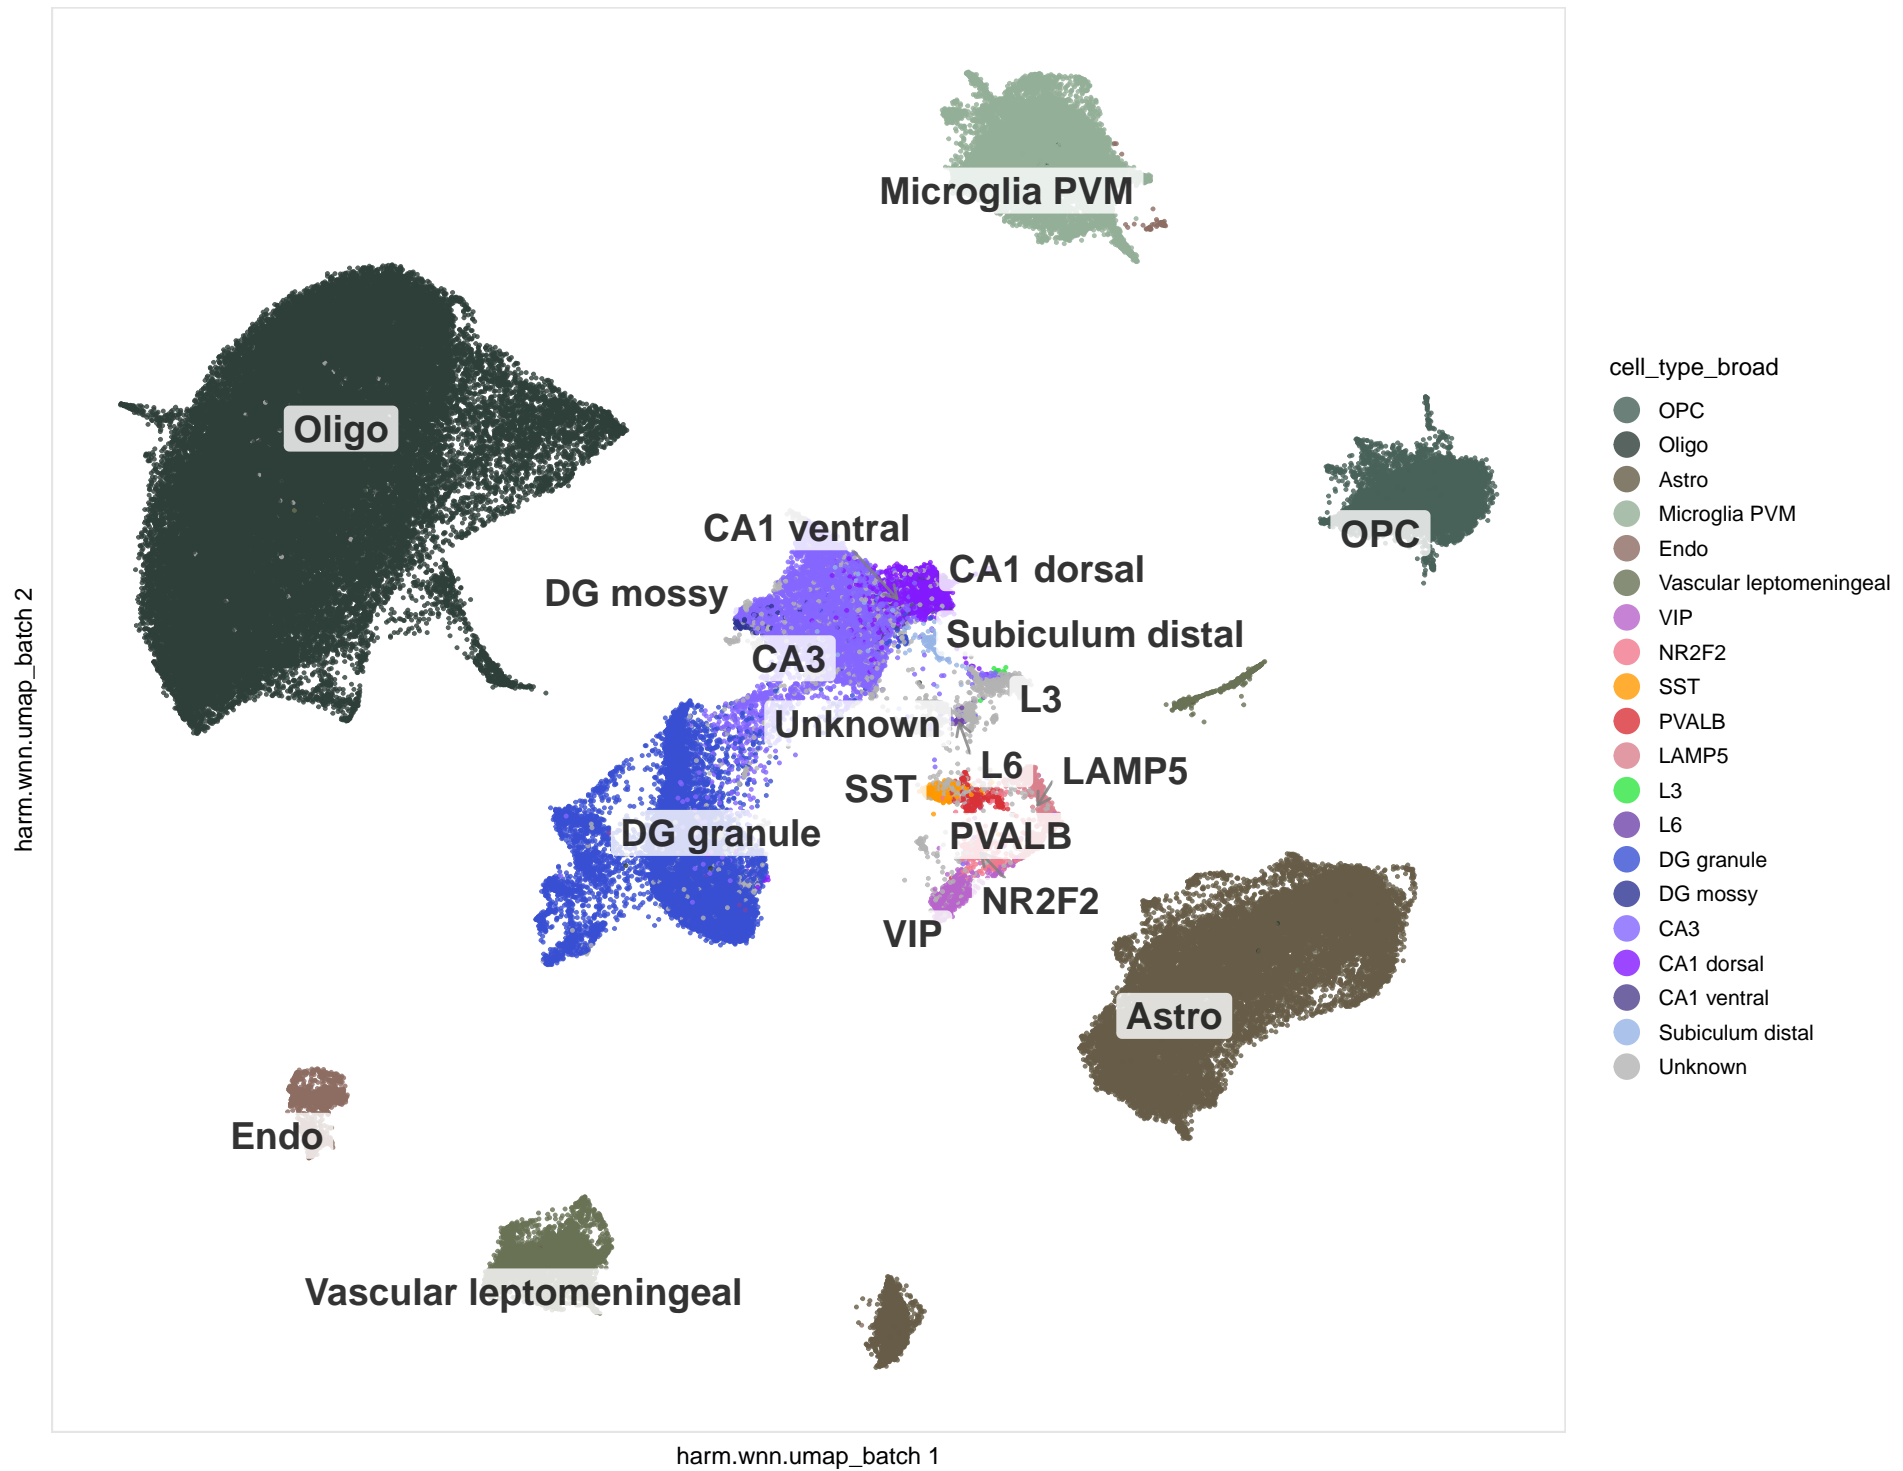 Microglia PVM
Oligo
CA1 ventral
OPC
CA1 dorsal
DG mossy
Subiculum distal
CA3
L3
Unknown
L6
LAMP5
SST
DG granule
PVALB
NR2F2
VIP
Astro
Endo
Vascular leptomeningeal
harm.wnn.umap_batch 2
harm.wnn.umap_batch 1
cell_type_broad
OPC
Oligo
Astro
Microglia PVM
Endo
Vascular leptomeningeal
VIP
NR2F2
SST
PVALB
LAMP5
L3
L6
DG granule
DG mossy
CA3
CA1 dorsal
CA1 ventral
Subiculum distal
Unknown